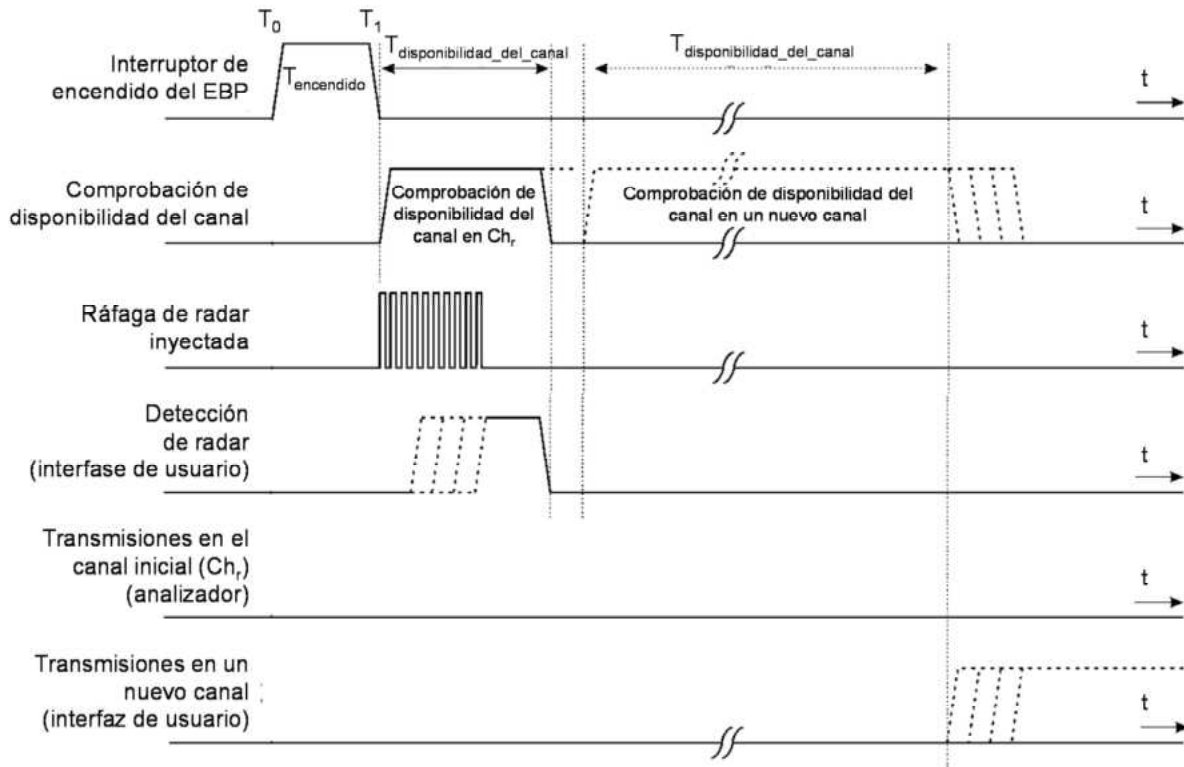 T0 T1
Tdisponibilidad_del_canal
Tdisponibilidad_del_canal
Interruptor de
encendido del EBP
Tencendido
t
Comprobación de
disponibilidad del canal
Comprobación de
disponibilidad del
canal en Chr
Comprobación de disponibilidad del
canal en un nuevo canal
t
Ráfaga de radar
inyectada
t
Detección
de radar
(interfase de usuario)
t
Transmisiones en el
canal inicial (Chr)
(analizador)
t
Transmisiones en un
nuevo canal
(interfaz de usuario)
t